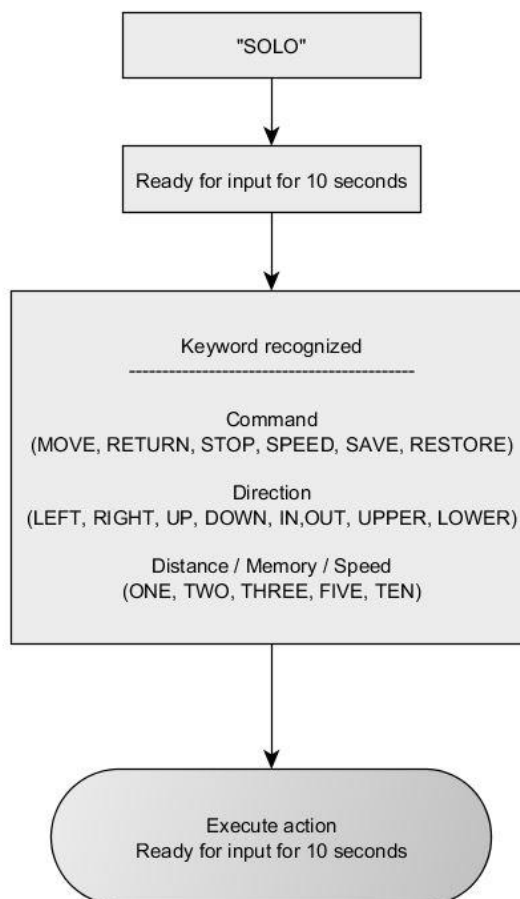 "SOLO"
Ready for input for 10 seconds
Keyword recognized
-------------------------------------------
Command
(MOVE, RETURN, STOP, SPEED, SAVE, RESTORE)
Direction
(LEFT, RIGHT, UP, DOWN, IN,OUT, UPPER, LOWER)
Distance / Memory / Speed
(ONE, TWO, THREE, FIVE, TEN)
Execute action
Ready for input for 10 seconds